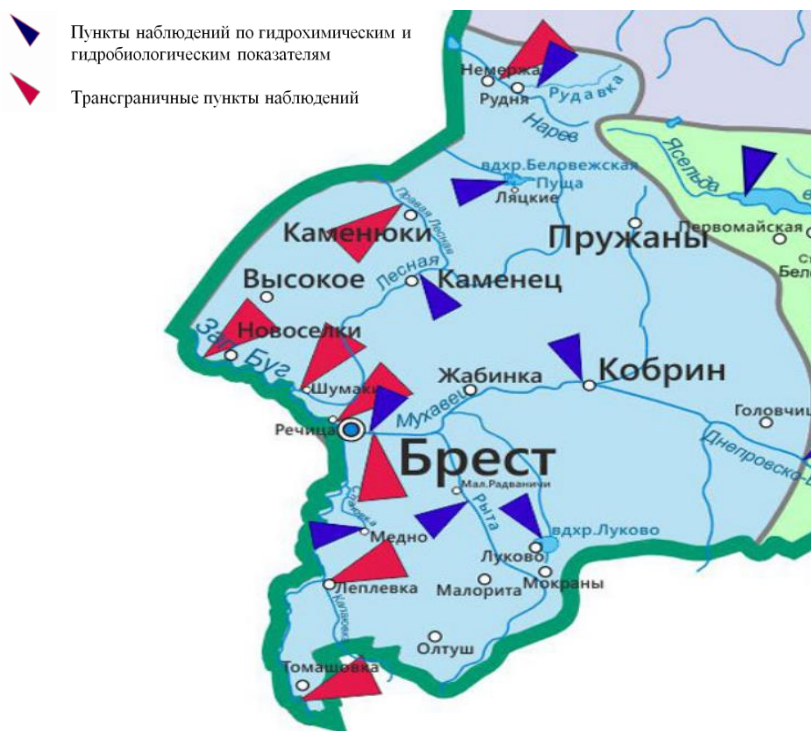 Пункты наблюдений по гидрохимическим и
гидробиологическим показателям
Трансграничные пункты наблюдений
Немержа
Рудня
Рудавка
Нарев
Ясельда
вдхр.Беловежская
Пуща
Ляцкие
Правая Лесная
Каменюки
Пружаны
Первомайская
Высокое
Лесная
Каменец
Новоселки
Зап. Буг
Шумаки
Жабинка
Кобрин
Речица
Мухавец
Головчиц
Брест
Днепровско-Б
Мал.Радваничи
Рыта
Медно
вдхр.Луково
Луково
Леплевка
Малорита
Мокраны
Олтуш
Томашовка